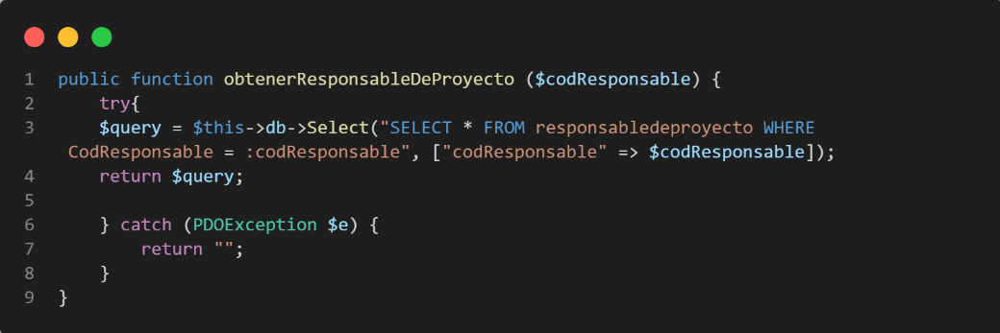 1 public function obtenerResponsableDeProyecto ($codResponsable) {
2     try{
3     $query = $this->db->Select("SELECT * FROM responsabledeproyecto WHERE
 CodResponsable = :codResponsable", ["codResponsable" => $codResponsable]);
4     return $query;
5
6     } catch (PDOException $e) {
7         return "";
8     }
9 }